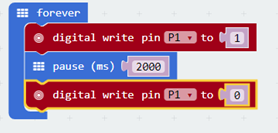 forever
digital write pin P1 to 1
pause (ms) 2000
digital write pin P1 to 0